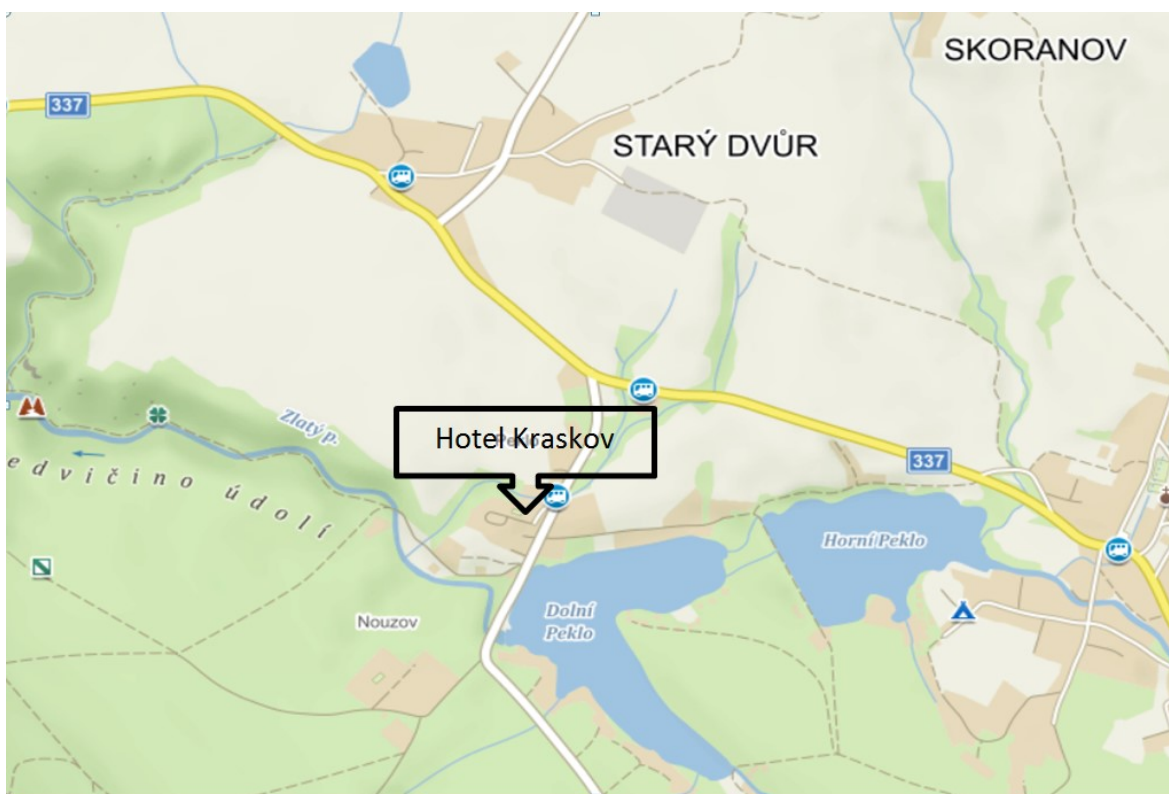 SKORANOV
337
STARÝ DVŮR
Zlatý p.
Hotel Kraskov
337
edvičino údolí
Horní Peklo
Dolní
Peklo
Nouzov